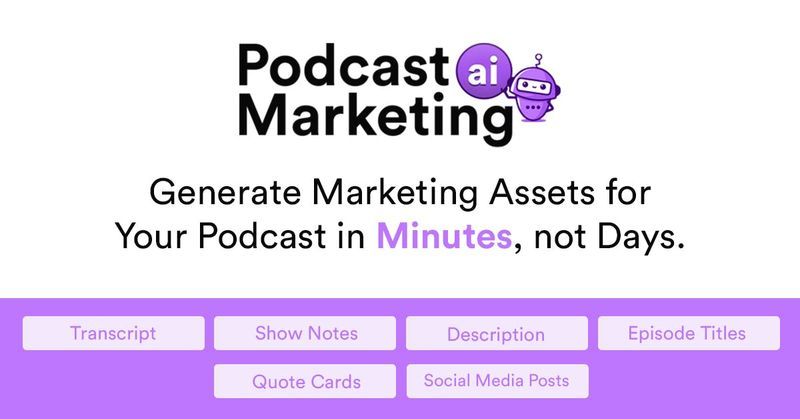 Podcast ai
Marketing
Generate Marketing Assets for
Your Podcast in Minutes, not Days.
Transcript
Show Notes
Description
Episode Titles
Quote Cards
Social Media Posts